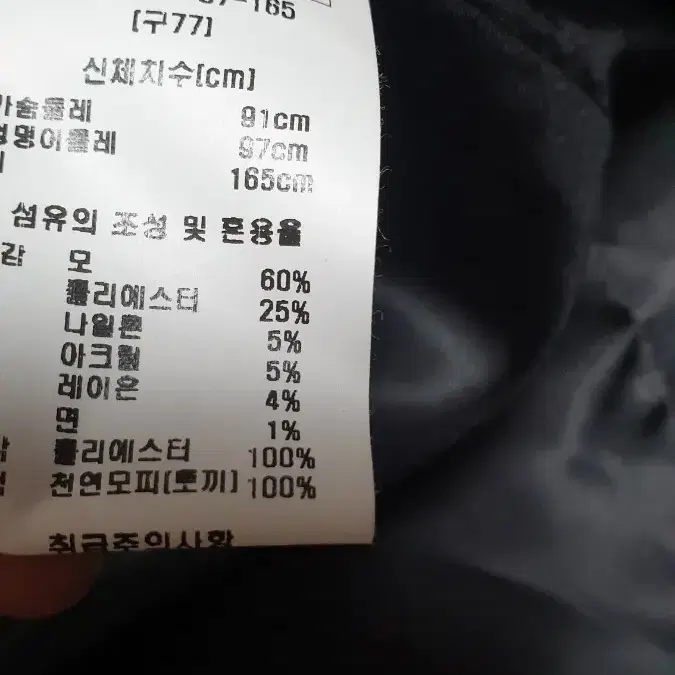 -165
[구77]
신체치수[cm]
가슴둘레 91cm
엉덩이둘레 97cm
165cm
섬유의 조성 및 혼용율
겉감 모 60%
폴리에스터 25%
나일론 5%
아크릴 5%
레이온 4%
면 1%
폴리에스터 100%
천연모피[토끼] 100%
취급주의사항